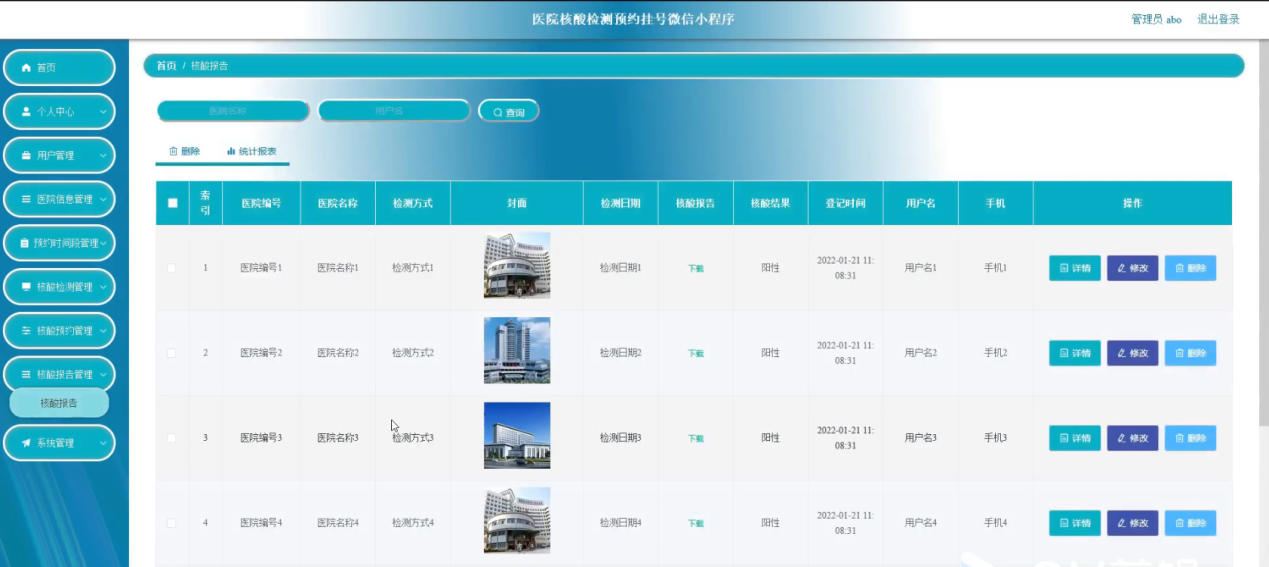 医院核酸检测预约挂号微信小程序
管理员 abo 退出登录
首页
个人中心
用户管理
医院信息管理
预约时间段管理
核酸检测管理
核酸预约管理
核酸报告管理
核酸报告
系统管理
首页 / 核酸报告
医院名称 用户名 查询
删除 统计报表
索引 医院编号 医院名称 检测方式 封面 检测日期 核酸报告 核酸结果 登记时间 用户名 手机 操作
1 医院编号1 医院名称1 检测方式1 检测日期1 下载 阳性 2022-01-21 11:08:31 用户名1 手机1 详情 修改 删除
2 医院编号2 医院名称2 检测方式2 检测日期2 下载 阳性 2022-01-21 11:08:31 用户名2 手机2 详情 修改 删除
3 医院编号3 医院名称3 检测方式3 检测日期3 下载 阳性 2022-01-21 11:08:31 用户名3 手机3 详情 修改 删除
4 医院编号4 医院名称4 检测方式4 检测日期4 下载 阳性 2022-01-21 11:08:31 用户名4 手机4 详情 修改 删除